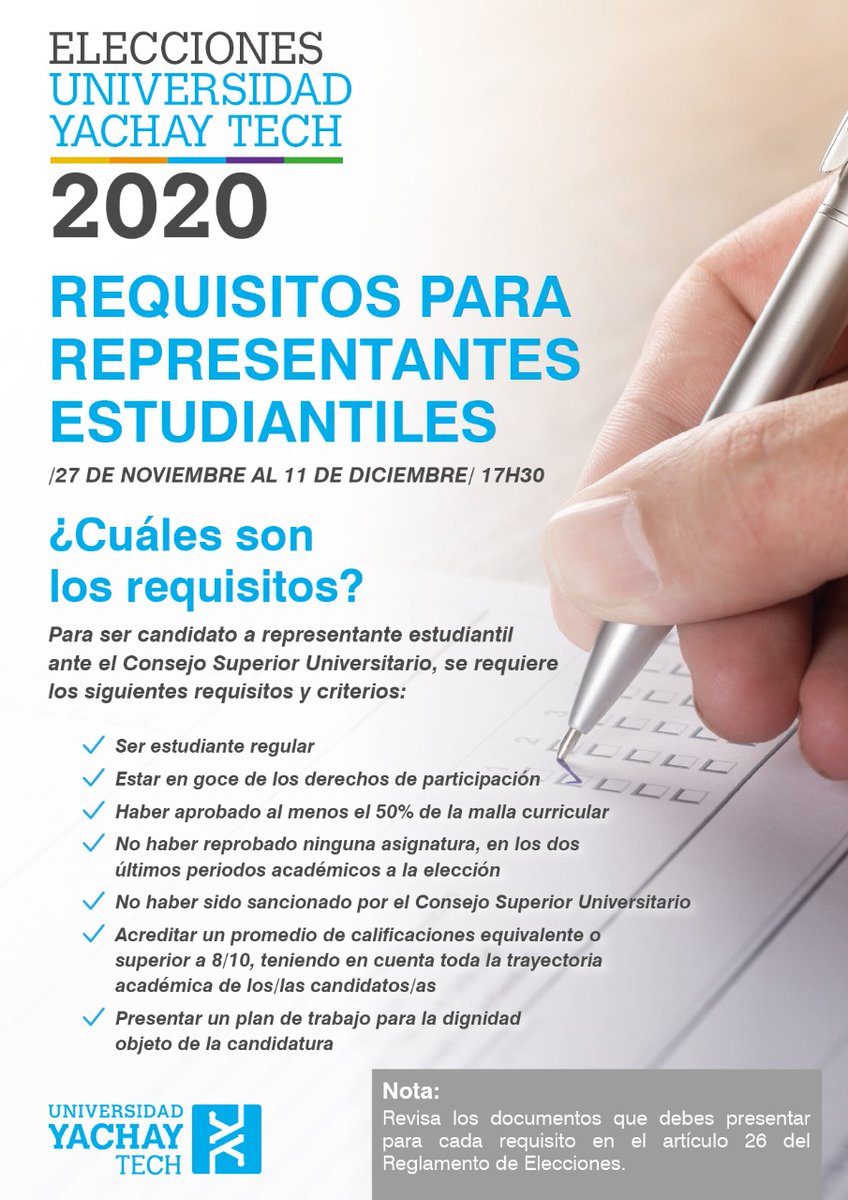 ELECCIONES
UNIVERSIDAD
YACHAY TECH
2020
REQUISITOS PARA
REPRESENTANTES
ESTUDIANTILES
/27 DE NOVIEMBRE AL 11 DE DICIEMBRE/ 17H30
¿Cuáles son
los requisitos?
Para ser candidato a representante estudiantil
ante el Consejo Superior Universitario, se requiere
los siguientes requisitos y criterios:
Ser estudiante regular
Estar en goce de los derechos de participación
Haber aprobado al menos el 50% de la malla curricular
No haber reprobado ninguna asignatura, en los dos
últimos periodos académicos a la elección
No haber sido sancionado por el Consejo Superior Universitario
Acreditar un promedio de calificaciones equivalente o
superior a 8/10, teniendo en cuenta toda la trayectoria
académica de los/las candidatos/as
Presentar un plan de trabajo para la dignidad
objeto de la candidatura
UNIVERSIDAD
YACHAY
TECH
Nota:
Revisa los documentos que debes presentar
para cada requisito en el artículo 26 del
Reglamento de Elecciones.